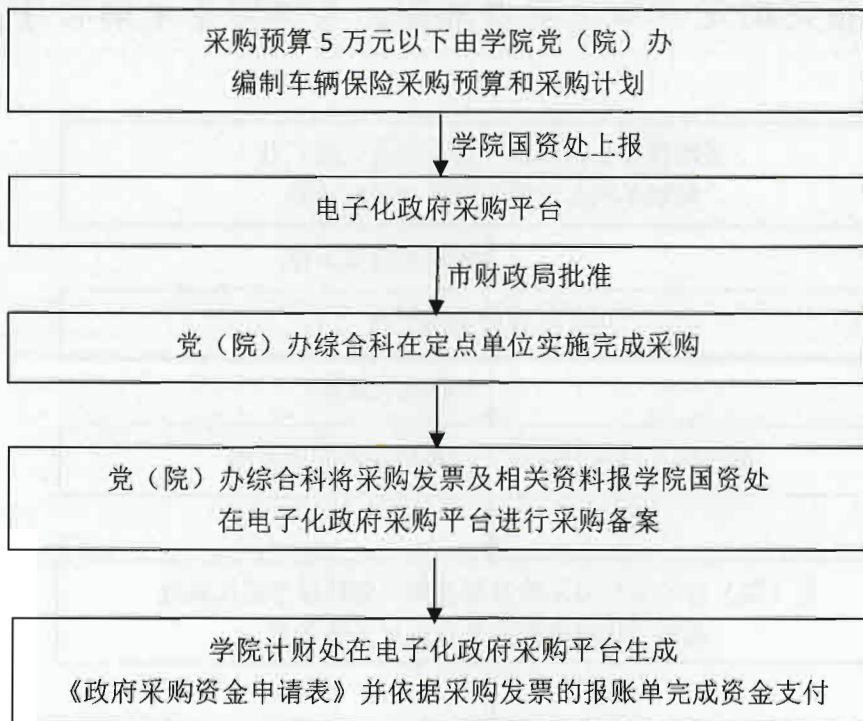 采购预算 5 万元以下由学院党（院）办
编制车辆保险采购预算和采购计划
学院国资处上报
电子化政府采购平台
市财政局批准
党（院）办综合科在定点单位实施完成采购
党（院）办综合科将采购发票及相关资料报学院国资处
在电子化政府采购平台进行采购备案
学院计财处在电子化政府采购平台生成
《政府采购资金申请表》并依据采购发票的报账单完成资金支付